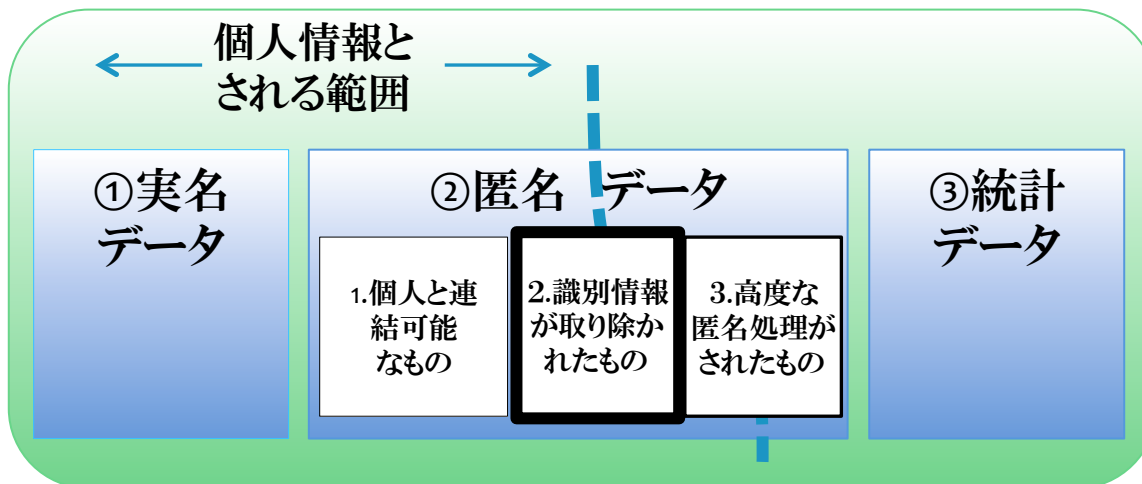 個人情報と
される範囲
①実名
データ
②匿名 データ
1.個人と連
結可能
なもの
2.識別情報
が取り除か
れたもの
3.高度な
匿名処理が
されたもの
③統計
データ